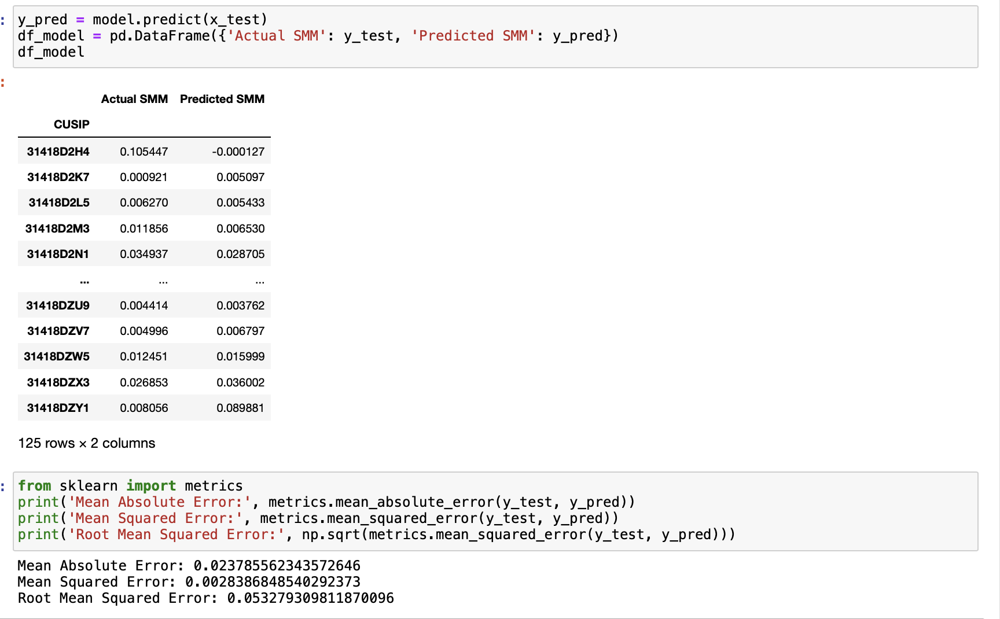 : y_pred = model.predict(x_test)
df_model = pd.DataFrame({'Actual SMM': y_test, 'Predicted SMM': y_pred})
df_model
:
Actual SMM Predicted SMM
CUSIP
31418D2H4 0.105447 -0.000127
31418D2K7 0.000921 0.005097
31418D2L5 0.006270 0.005433
31418D2M3 0.011856 0.006530
31418D2N1 0.034937 0.028705
... ... ...
31418DZU9 0.004414 0.003762
31418DZV7 0.004996 0.006797
31418DZW5 0.012451 0.015999
31418DZX3 0.026853 0.036002
31418DZY1 0.008056 0.089881
125 rows × 2 columns
: from sklearn import metrics
print('Mean Absolute Error:', metrics.mean_absolute_error(y_test, y_pred))
print('Mean Squared Error:', metrics.mean_squared_error(y_test, y_pred))
print('Root Mean Squared Error:', np.sqrt(metrics.mean_squared_error(y_test, y_pred)))
Mean Absolute Error: 0.023785562343572646
Mean Squared Error: 0.0028386848540292373
Root Mean Squared Error: 0.053279309811870096